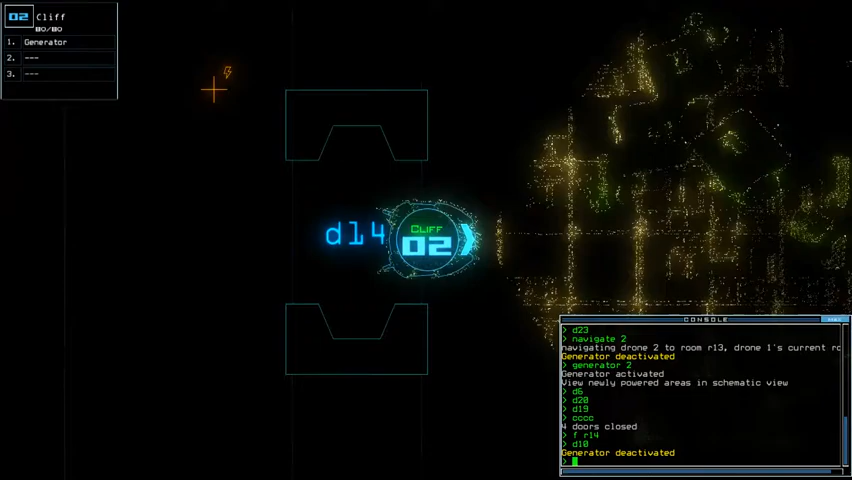 02 Cliff
80/80
1. Generator
2. ---
3. ---
d14
Cliff
02
CONSOLE
> d23
> navigate 2
navigating drone 2 to room r13, drone 1's current ro
Generator deactivated
> generator 2
Generator activated
View newly powered areas in schematic view
> d6
> d20
> d19
> cccc
4 doors closed
> f r14
> d10
Generator deactivated
>